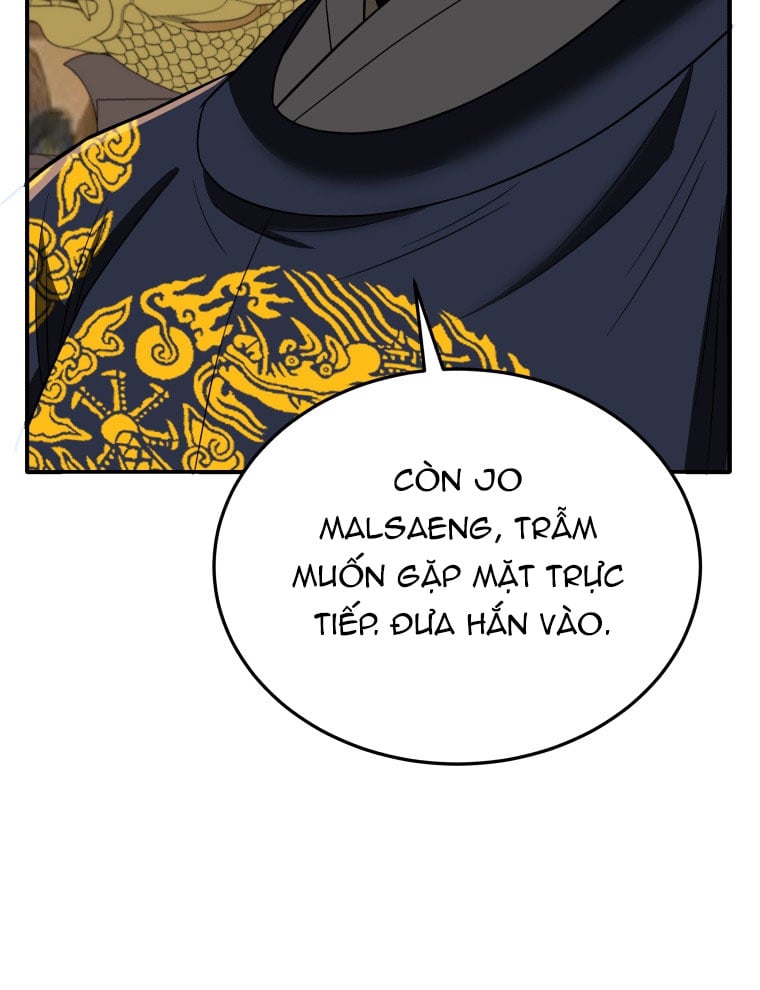 CÒN JO
MALSAENG, TRẪM
MUỐN GẶP MẶT TRỰC
TIẾP. ĐƯA HẮN VÀO.